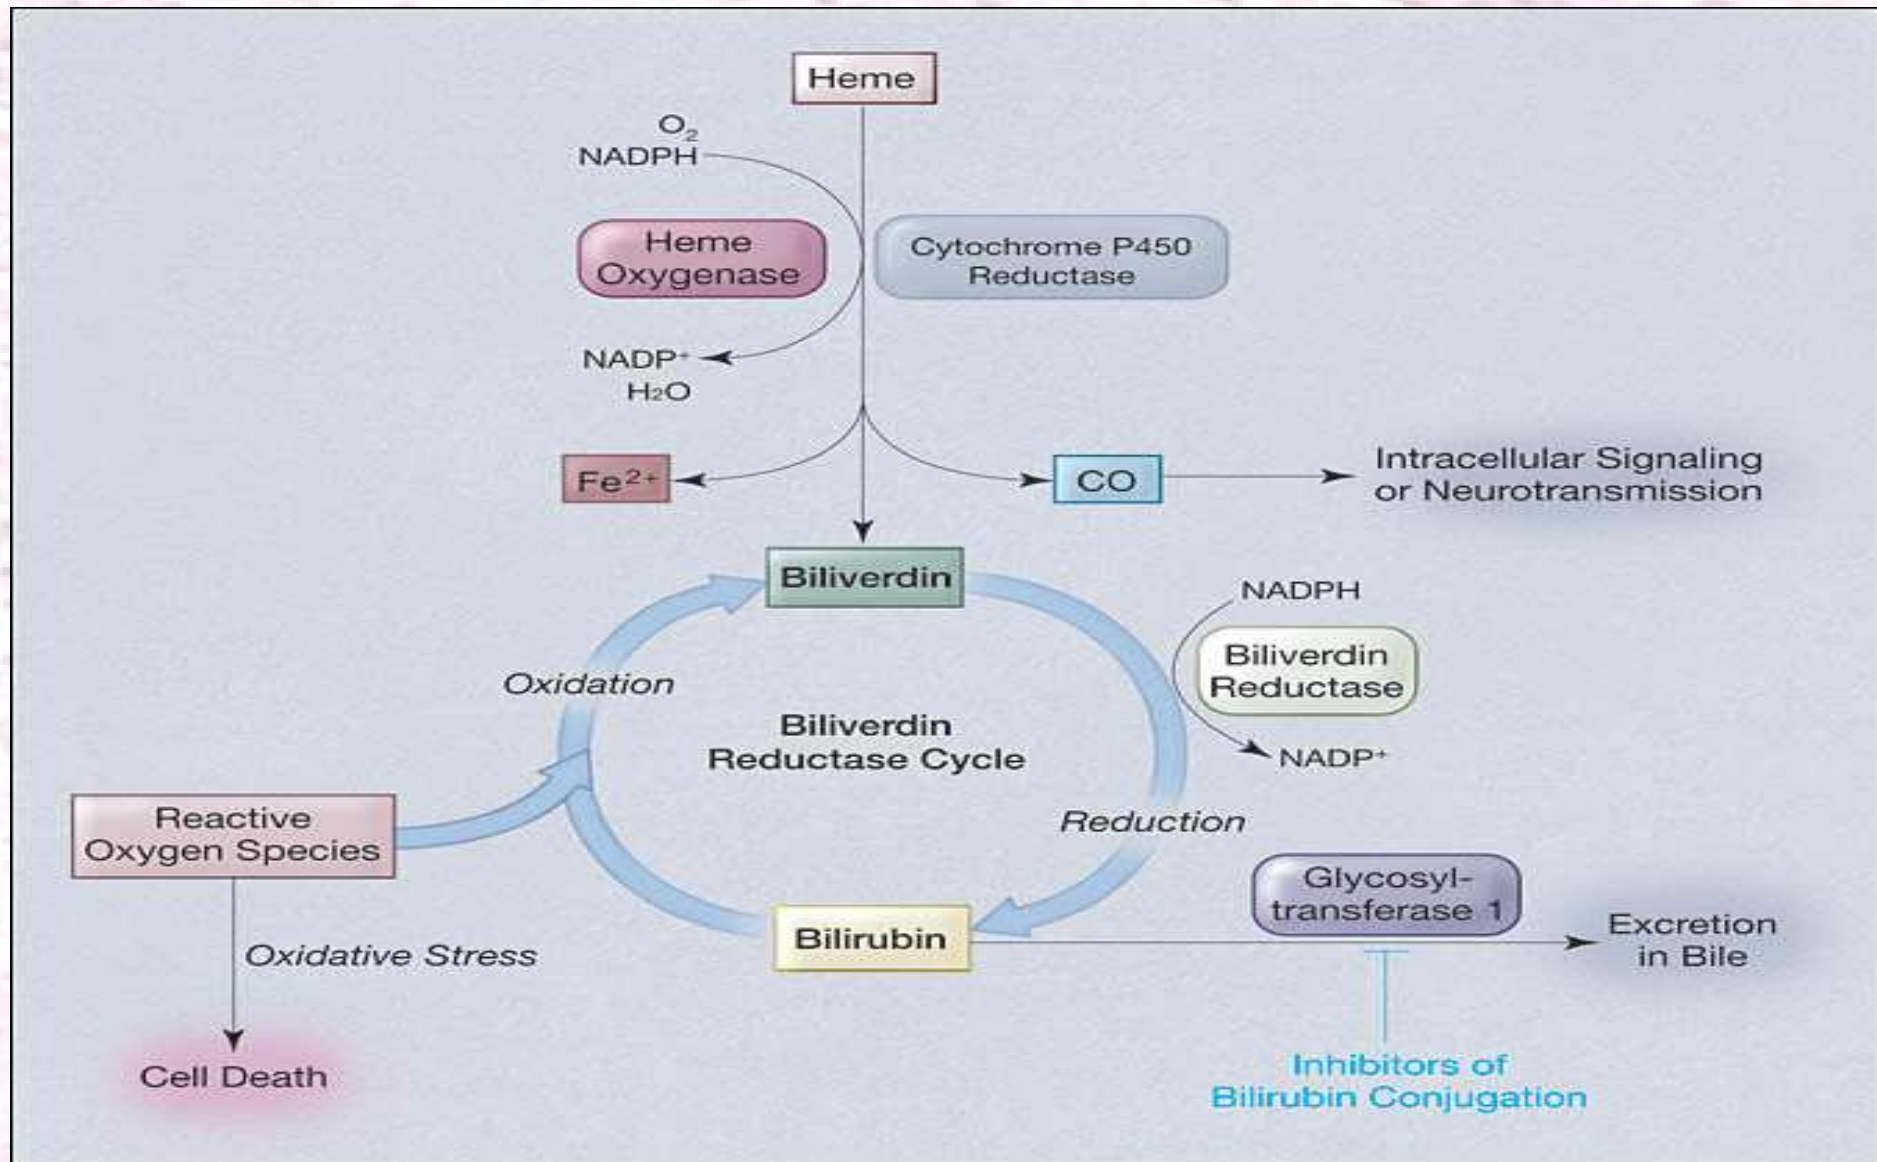 Heme
O₂
NADPH
Heme
Oxygenase
Cytochrome P450
Reductase
NADP⁺
H₂O
Fe²⁺
CO
Intracellular Signaling
or Neurotransmission
Biliverdin
NADPH
Biliverdin
Reductase
NADP⁺
Oxidation
Biliverdin
Reductase Cycle
Reduction
Reactive
Oxygen Species
Oxidative Stress
Cell Death
Bilirubin
Glycosyl-
transferase 1
Excretion
in Bile
Inhibitors of
Bilirubin Conjugation